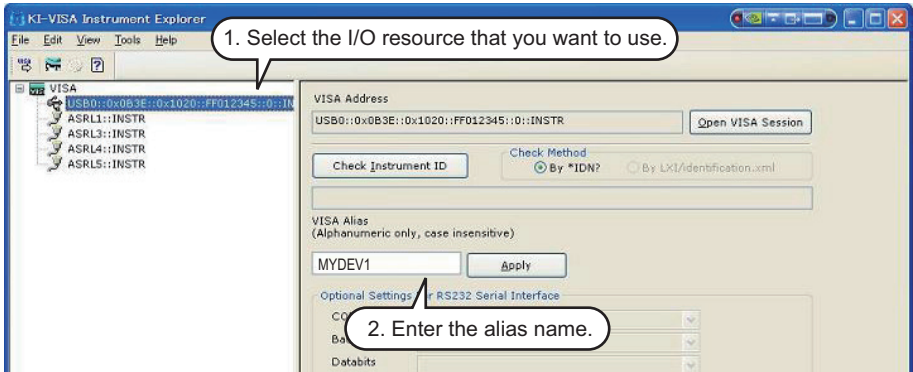 KI-VISA Instrument Explorer
File Edit View Tools Help
1. Select the I/O resource that you want to use.
VISA
USB0::0x0B3E::0x1020::FF012345::0::IN
ASRL1::INSTR
ASRL3::INSTR
ASRL4::INSTR
ASRL5::INSTR
VISA Address
USB0::0x0B3E::0x1020::FF012345::0::INSTR
Open VISA Session
Check Instrument ID
Check Method
By *IDN?
By LXI/identification.xml
VISA Alias
(Alphanumeric only, case insensitive)
MYDEV1
Apply
Optional Settings for RS232 Serial Interface
2. Enter the alias name.
Databits